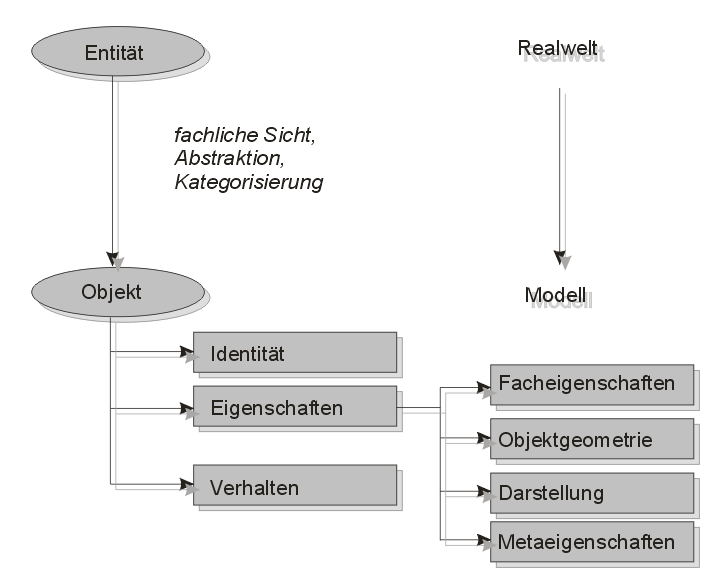 Entität
Realwelt
fachliche Sicht,
Abstraktion,
Kategorisierung
Objekt
Modell
Identität
Eigenschaften
Verhalten
Facheigenschaften
Objektgeometrie
Darstellung
Metaeigenschaften